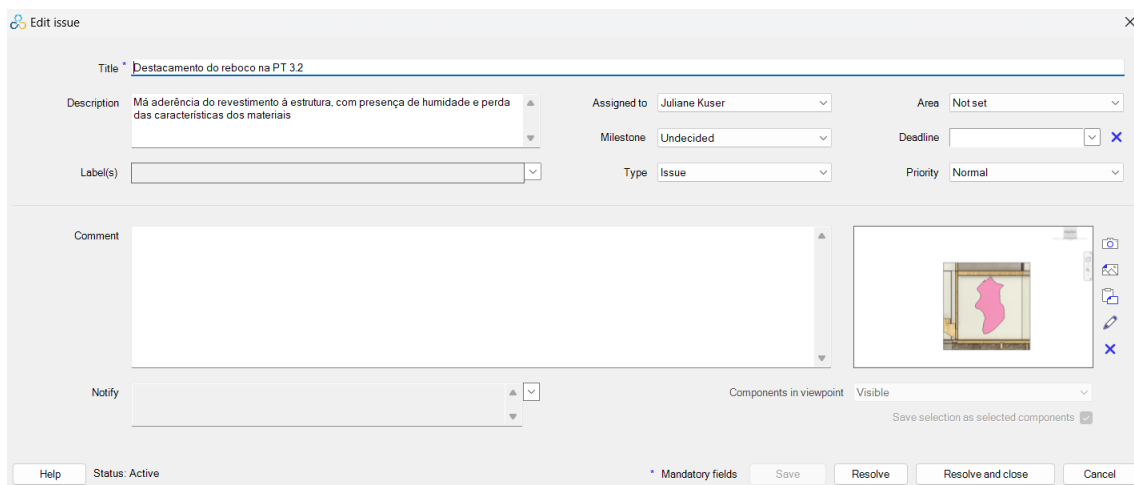 Edit issue
Title * Destacamento do reboco na PT 3.2
Description Má aderência do revestimento à estrutura, com presença de humidade e perda
das características dos materiais
Assigned to Juliane Kuser
Area Not set
Milestone Undecided
Deadline
Label(s)
Type Issue
Priority Normal
Comment
Notify
Components in viewpoint Visible
Save selection as selected components
Help
Status: Active
* Mandatory fields
Save
Resolve
Resolve and close
Cancel